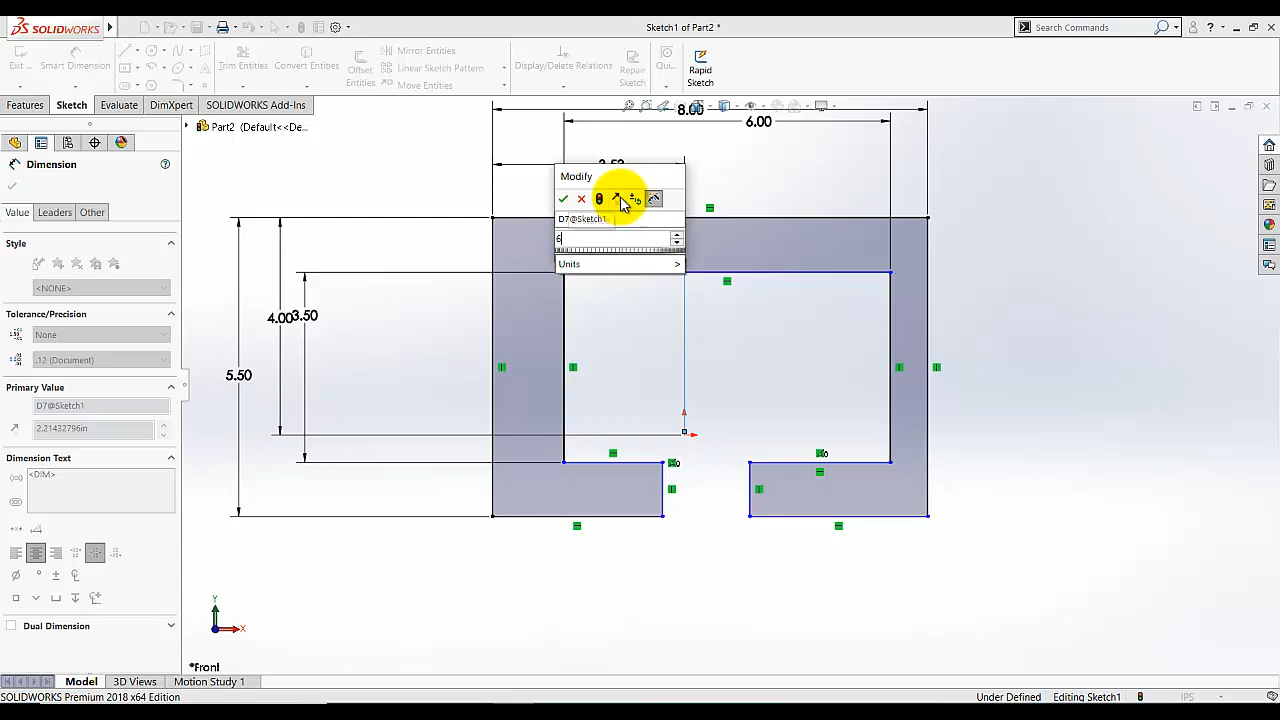 SOLIDWORKS
Sketch1 of Part2 *
Search Commands
?
Exit ...
Smart Dimension
Trim Entities
Convert Entities
Offset Entities
Mirror Entities
Linear Sketch Pattern
Move Entities
Display/Delete Relations
Repair Sketch
Qui...
Rapid Sketch
Features
Sketch
Evaluate
DimXpert
SOLIDWORKS Add-Ins
Part2 (Default<<De...
Dimension
Value
Leaders
Other
Style
<NONE>
Tolerance/Precision
None
.12 (Document)
Primary Value
D7@Sketch1
2.21432796in
Dimension Text
<DIM>
Dual Dimension
8.00
6.00
Modify
D7@Sketch1
6
Units >
4.00
3.50
5.50
Y
X
*Front
Model
3D Views
Motion Study 1
SOLIDWORKS Premium 2018 x64 Edition
Under Defined
Editing Sketch1
IPS